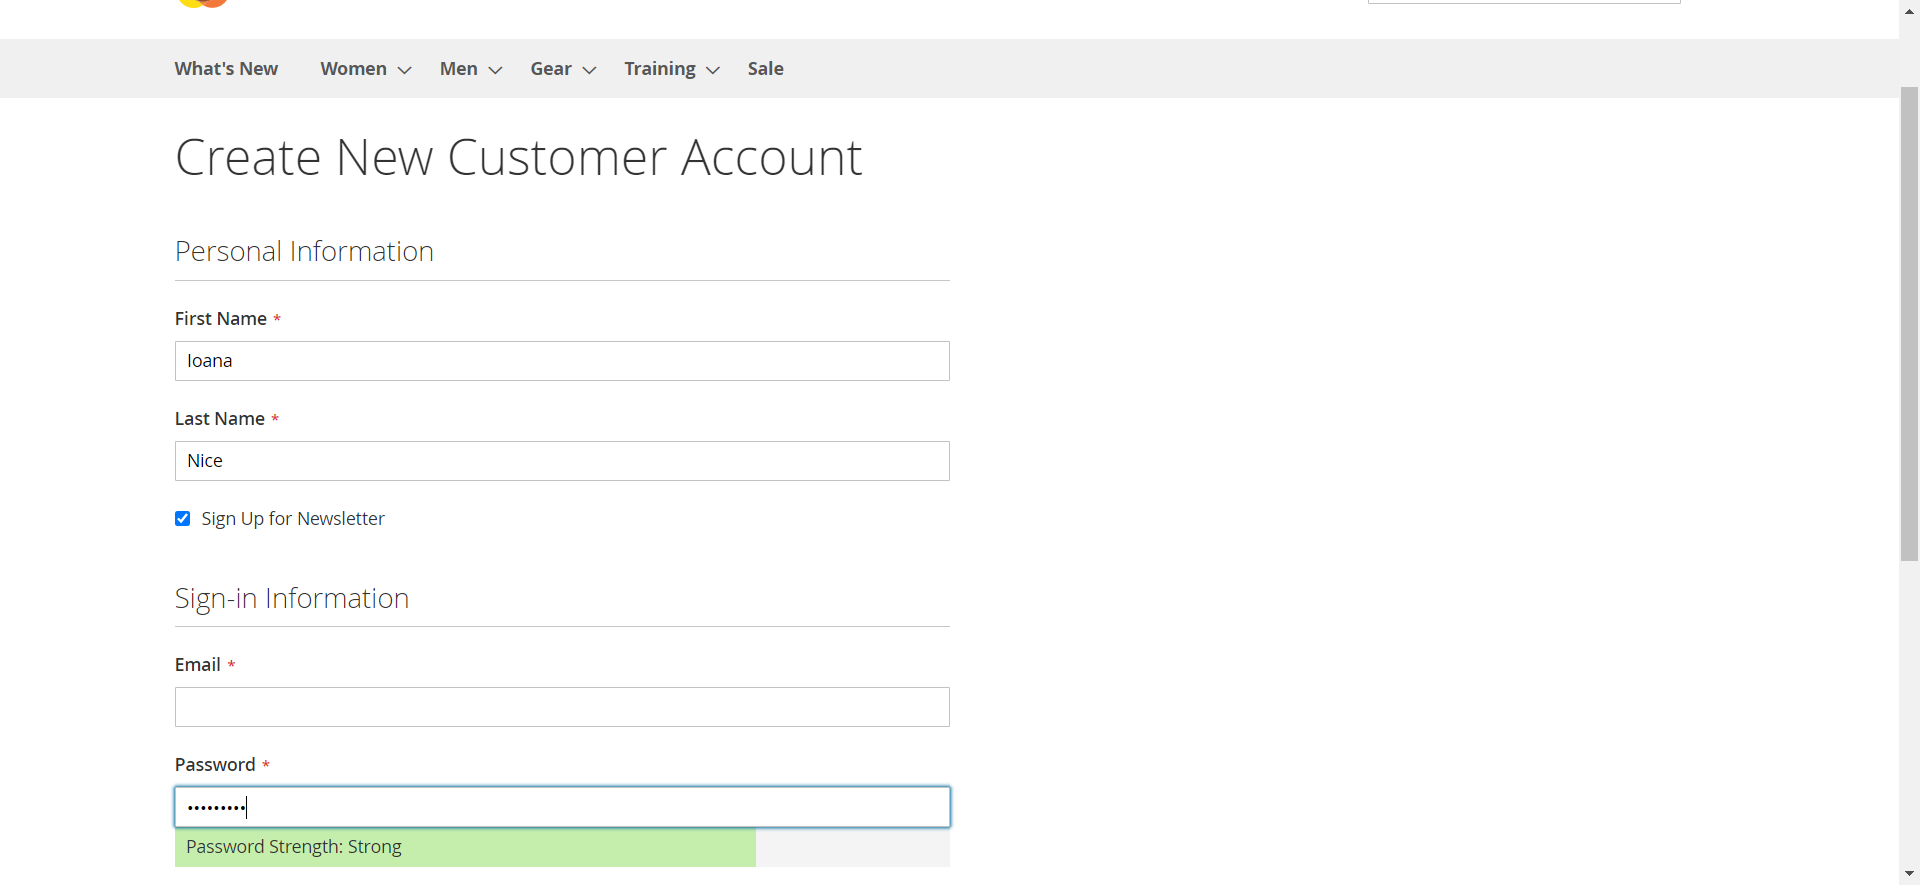 What's New Women Men Gear Training Sale
Create New Customer Account
Personal Information
First Name *
Ioana
Last Name *
Nice
Sign Up for Newsletter
Sign-in Information
Email *
Password *
•••••••••
Password Strength: Strong